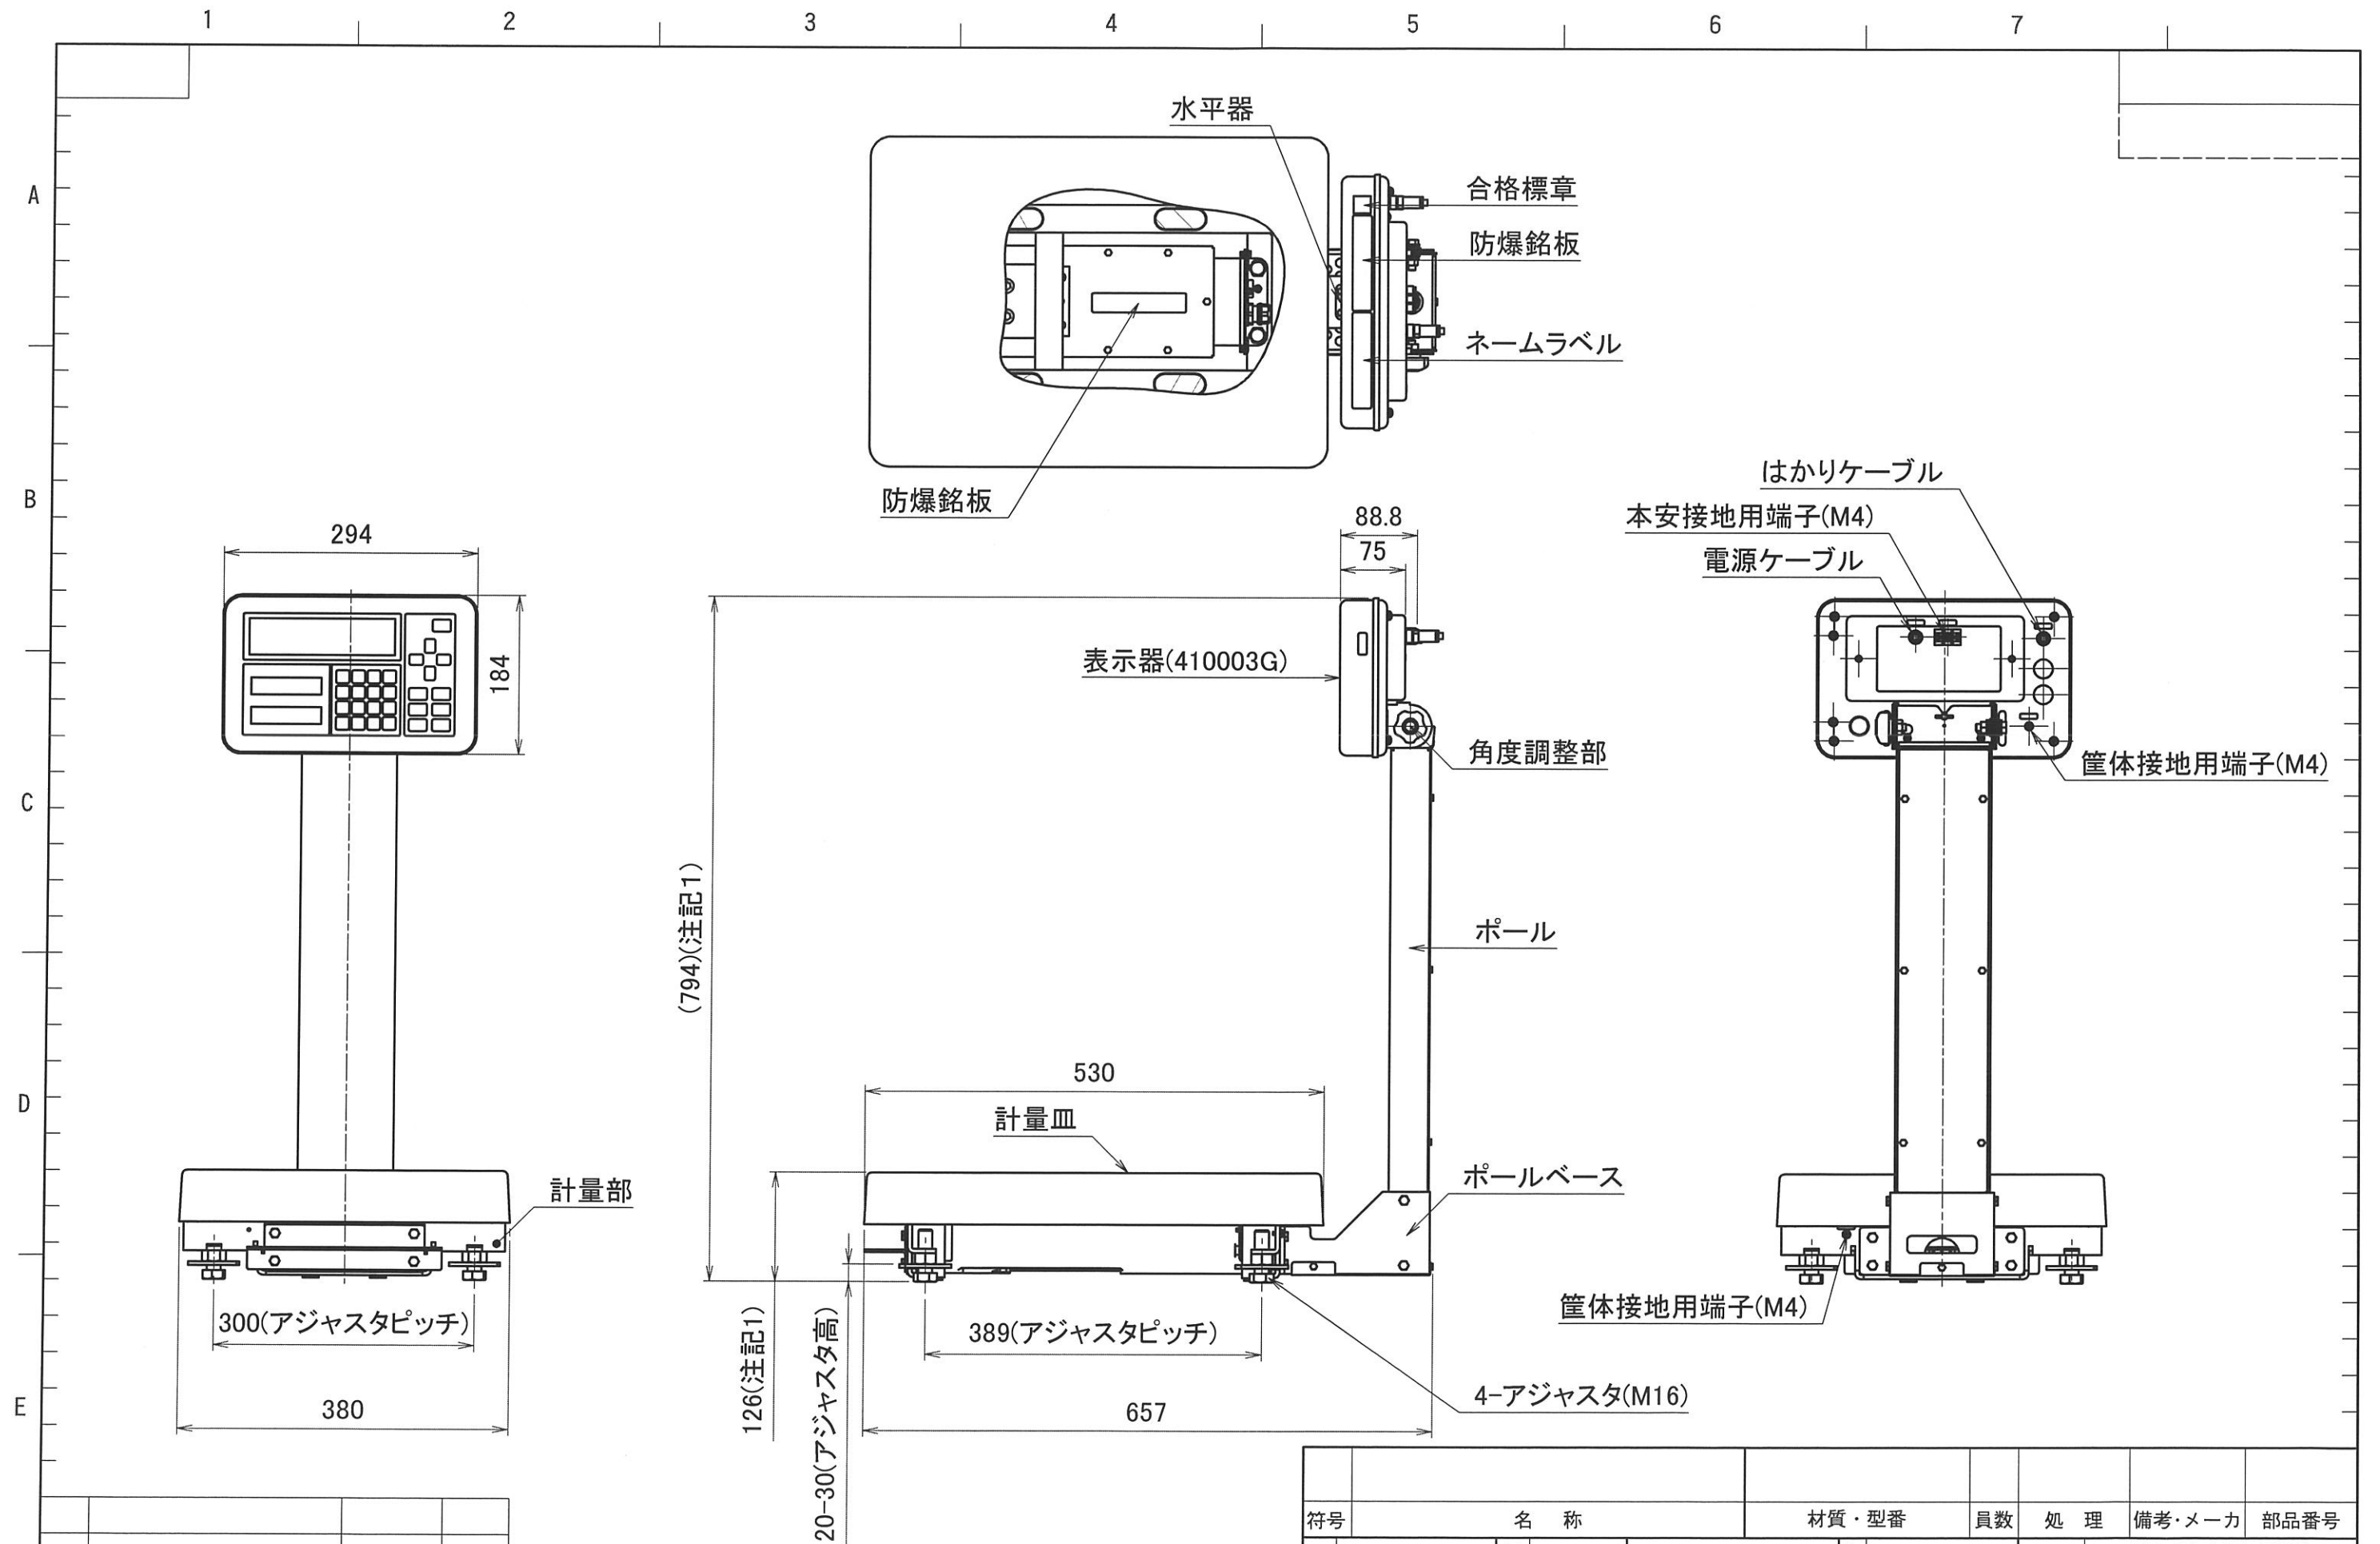 1 2 3 4 5 6 7
A
B
C
D
E
水平器
合格標章
防爆銘板
ネームラベル
防爆銘板
294
184
計量部
300(アジャスタピッチ)
380
88.8
75
表示器(410003G)
角度調整部
(794)(注記1)
ポール
530
計量皿
ポールベース
126(注記1)
20-30(アジャスタ高)
389(アジャスタピッチ)
657
4-アジャスタ(M16)
はかりケーブル
本安接地用端子(M4)
電源ケーブル
筐体接地用端子(M4)
筐体接地用端子(M4)
符号 名 称 材質・型番 員数 処 理 備考・メーカ 部品番号